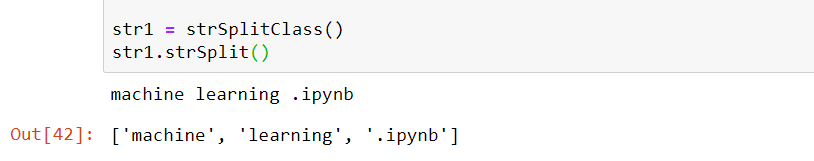 str1 = strSplitClass()
str1.strSplit()
machine learning .ipynb
Out[42]: ['machine', 'learning', '.ipynb']